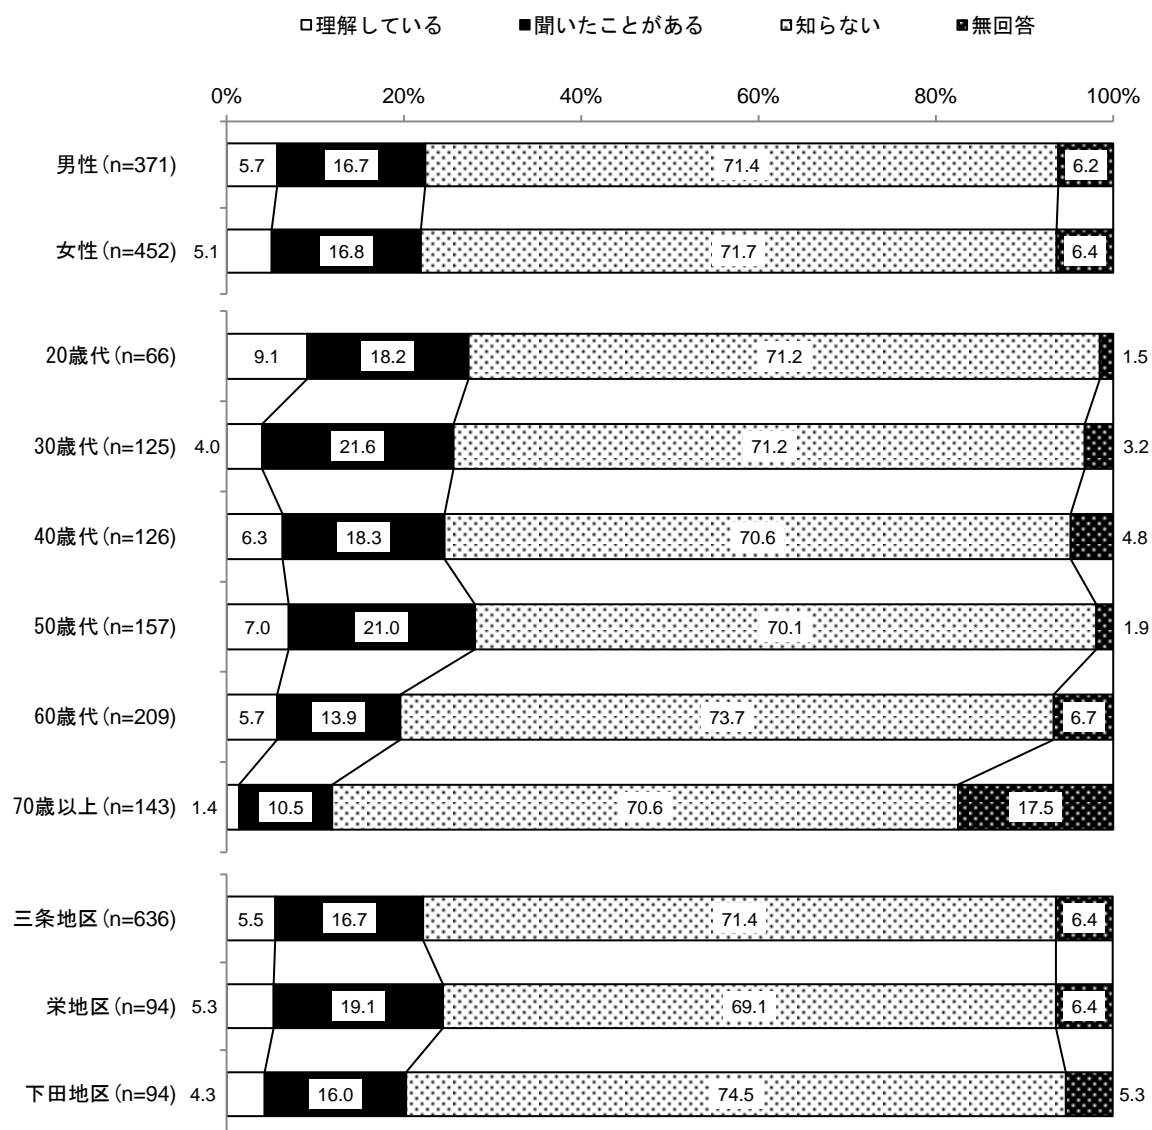 □理解している ■聞いたことがある 知らない 無回答
0% 20% 40% 60% 80% 100%
男性(n=371) 5.7 16.7 71.4 6.2
女性(n=452) 5.1 16.8 71.7 6.4
20歳代(n=66) 9.1 18.2 71.2 1.5
30歳代(n=125) 4.0 21.6 71.2 3.2
40歳代(n=126) 6.3 18.3 70.6 4.8
50歳代(n=157) 7.0 21.0 70.1 1.9
60歳代(n=209) 5.7 13.9 73.7 6.7
70歳以上(n=143) 1.4 10.5 70.6 17.5
三条地区(n=636) 5.5 16.7 71.4 6.4
栄地区(n=94) 5.3 19.1 69.1 6.4
下田地区(n=94) 4.3 16.0 74.5 5.3